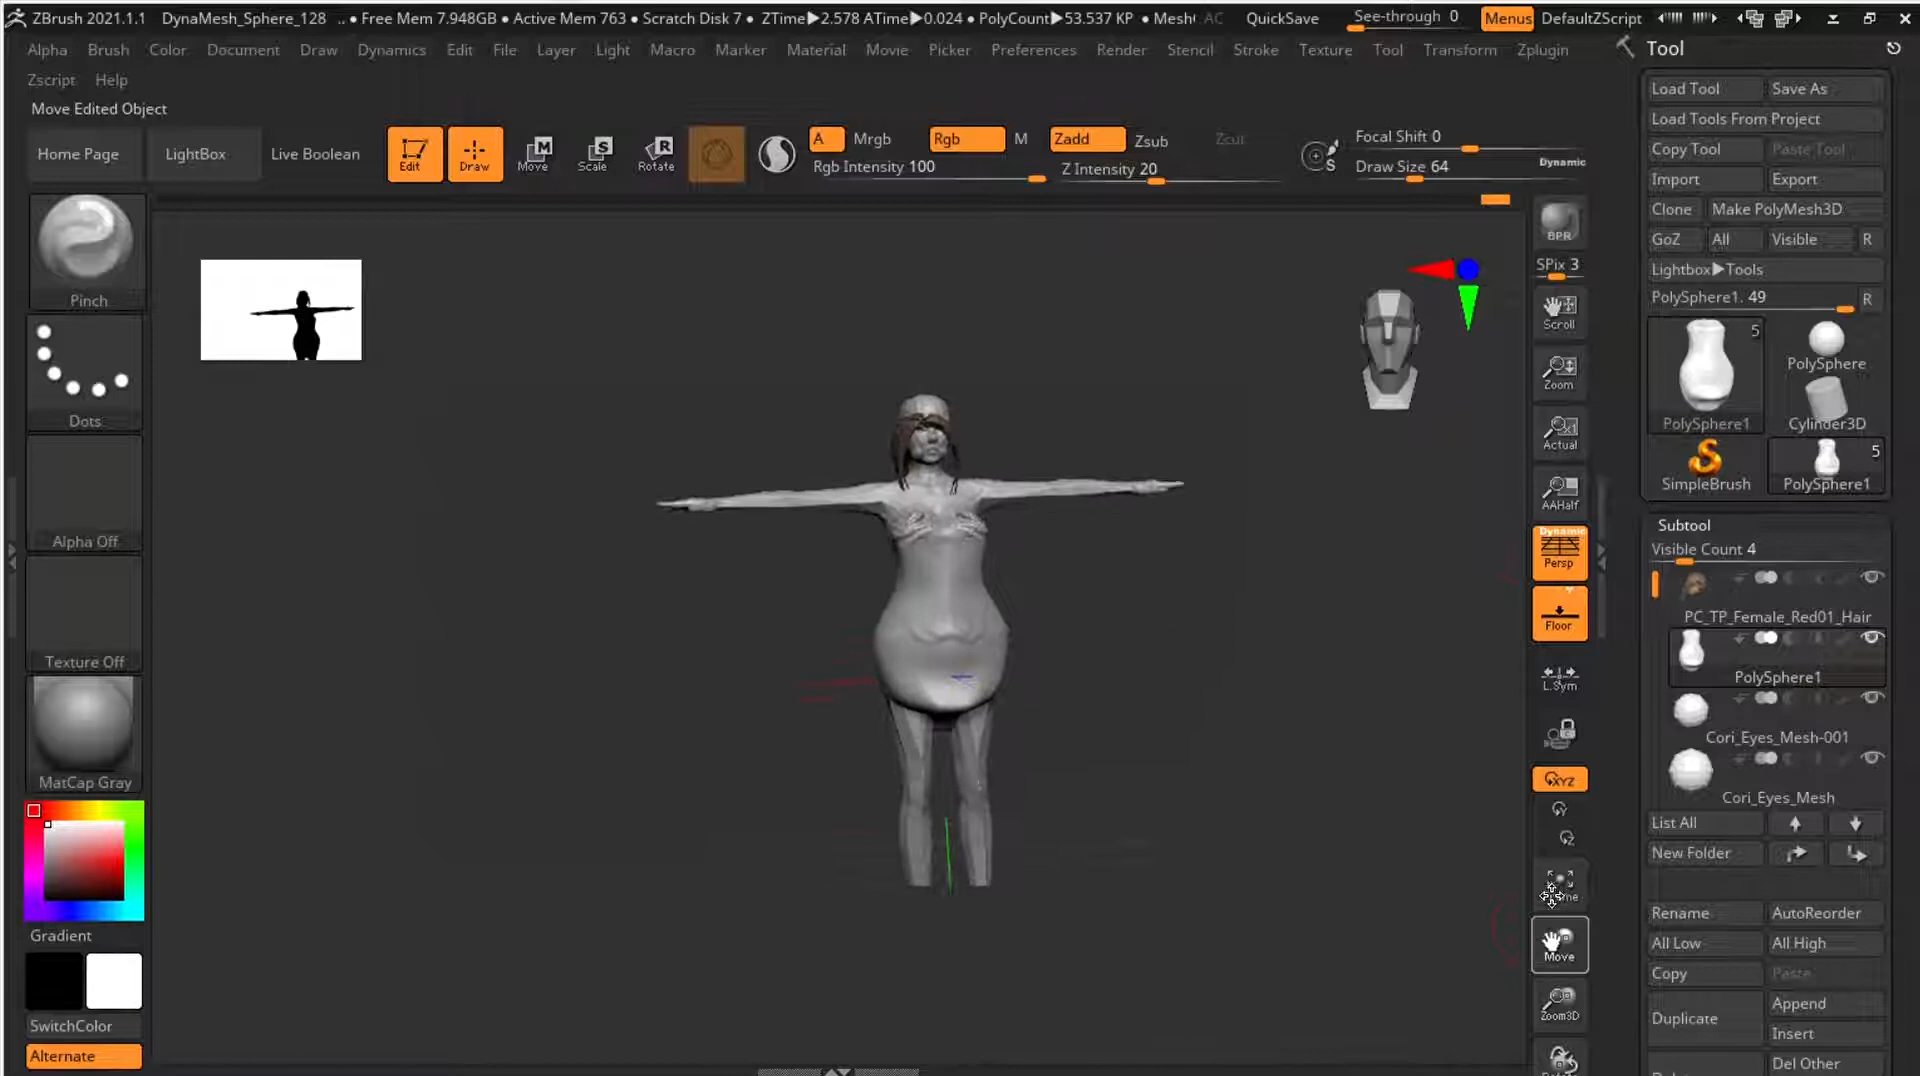 ZBrush 2021.1.1 DynaMesh_Sphere_128 .. • Free Mem 7.948GB • Active Mem 763 • Scratch Disk 7 • ZTime▶2.578 ATime▶0.024 • PolyCount▶53.537 KP • Mesh AC QuickSave See-through 0 Menus DefaultZScript
Alpha Brush Color Document Draw Dynamics Edit File Layer Light Macro Marker Material Movie Picker Preferences Render Stencil Stroke Texture Tool Transform Zplugin
Zscript Help
Move Edited Object
Home Page LightBox Live Boolean Edit Draw Move Scale Rotate
M S R
A Mrgb Rgb M Zadd Zsub Zcut
Rgb Intensity 100 Z Intensity 20
Focal Shift 0
Draw Size 64 Dynamic
S
Pinch
Dots
Alpha Off
Texture Off
MatCap Gray
Gradient
SwitchColor
Alternate
BPR
SPix 3
Scroll
Zoom
Actual
AAHalf
Dynamic
Persp
Floor
L.Sym
XYZ
Move
Zoom3D
Tool
Load Tool Save As
Load Tools From Project
Copy Tool Paste Tool
Import Export
Clone Make PolyMesh3D
GoZ All Visible R
Lightbox▶Tools
PolySphere1. 49 R
5
PolySphere1 PolySphere
Cylinder3D
5
SimpleBrush PolySphere1
Subtool
Visible Count 4
PC_TP_Female_Red01_Hair
PolySphere1
Cori_Eyes_Mesh-001
Cori_Eyes_Mesh
List All
New Folder
Rename AutoReorder
All Low All High
Copy Paste
Duplicate Append
Insert
Del Other